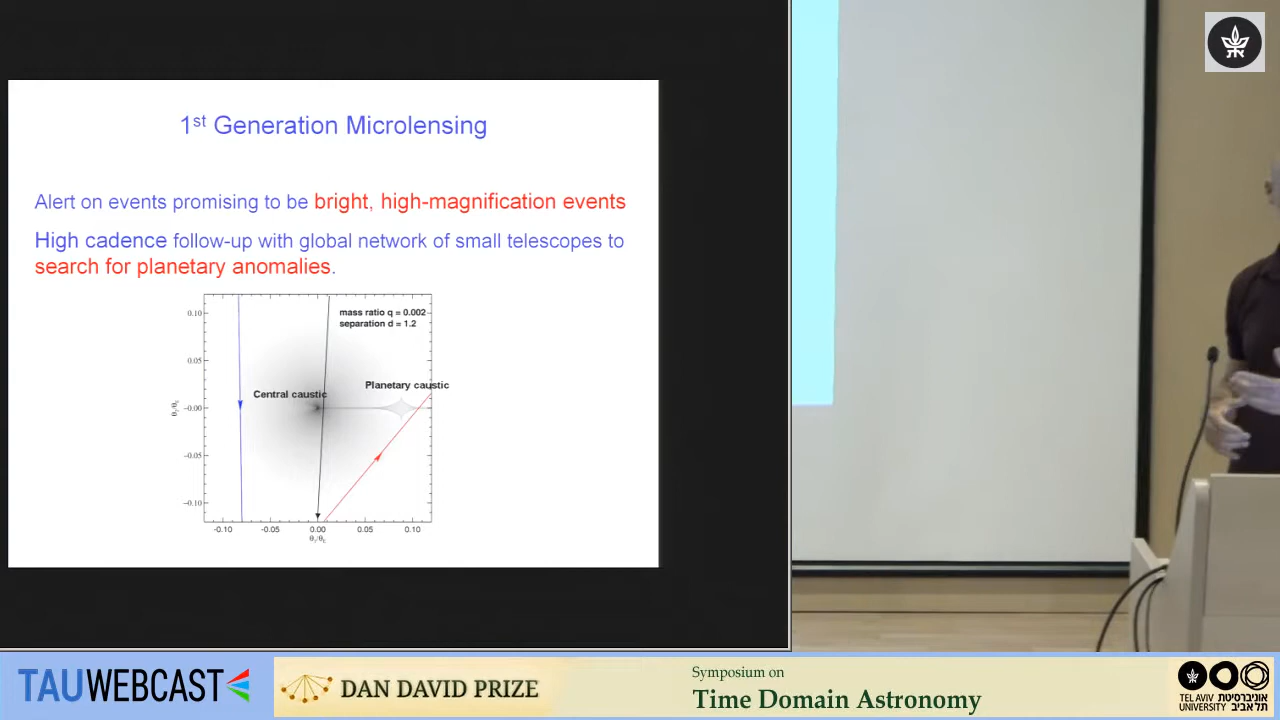 1st Generation Microlensing
Alert on events promising to be bright, high-magnification events
High cadence follow-up with global network of small telescopes to
search for planetary anomalies.
mass ratio q = 0.002
separation d = 1.2
Planetary caustic
Central caustic
0.10
0.05
−0.00
−0.05
−0.10
-0.10
-0.05
0.00
0.05
0.10
TAUWEBCAST
DAN DAVID PRIZE
Symposium on
Time Domain Astronomy
TEL AVIV
UNIVERSITY
אוניברסיטת
תל אביב